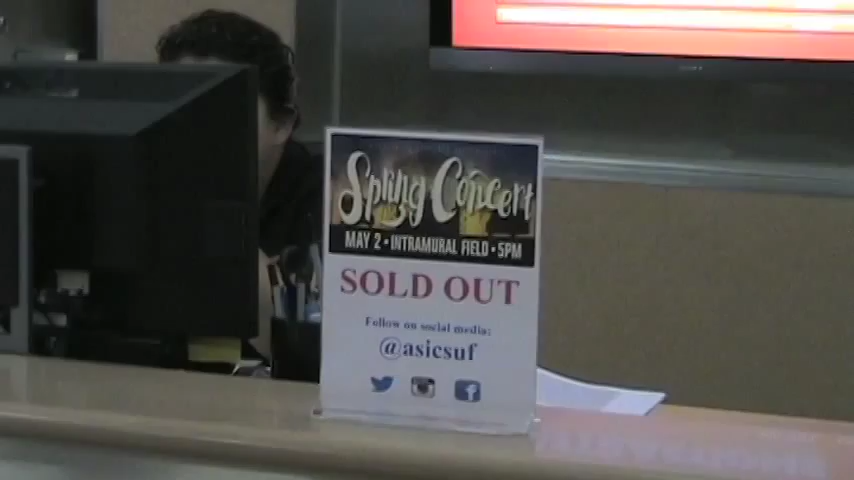 Spring Concert
MAY 2 • INTRAMURAL FIELD • 5PM
SOLD OUT
Follow on social media:
@asicsuf